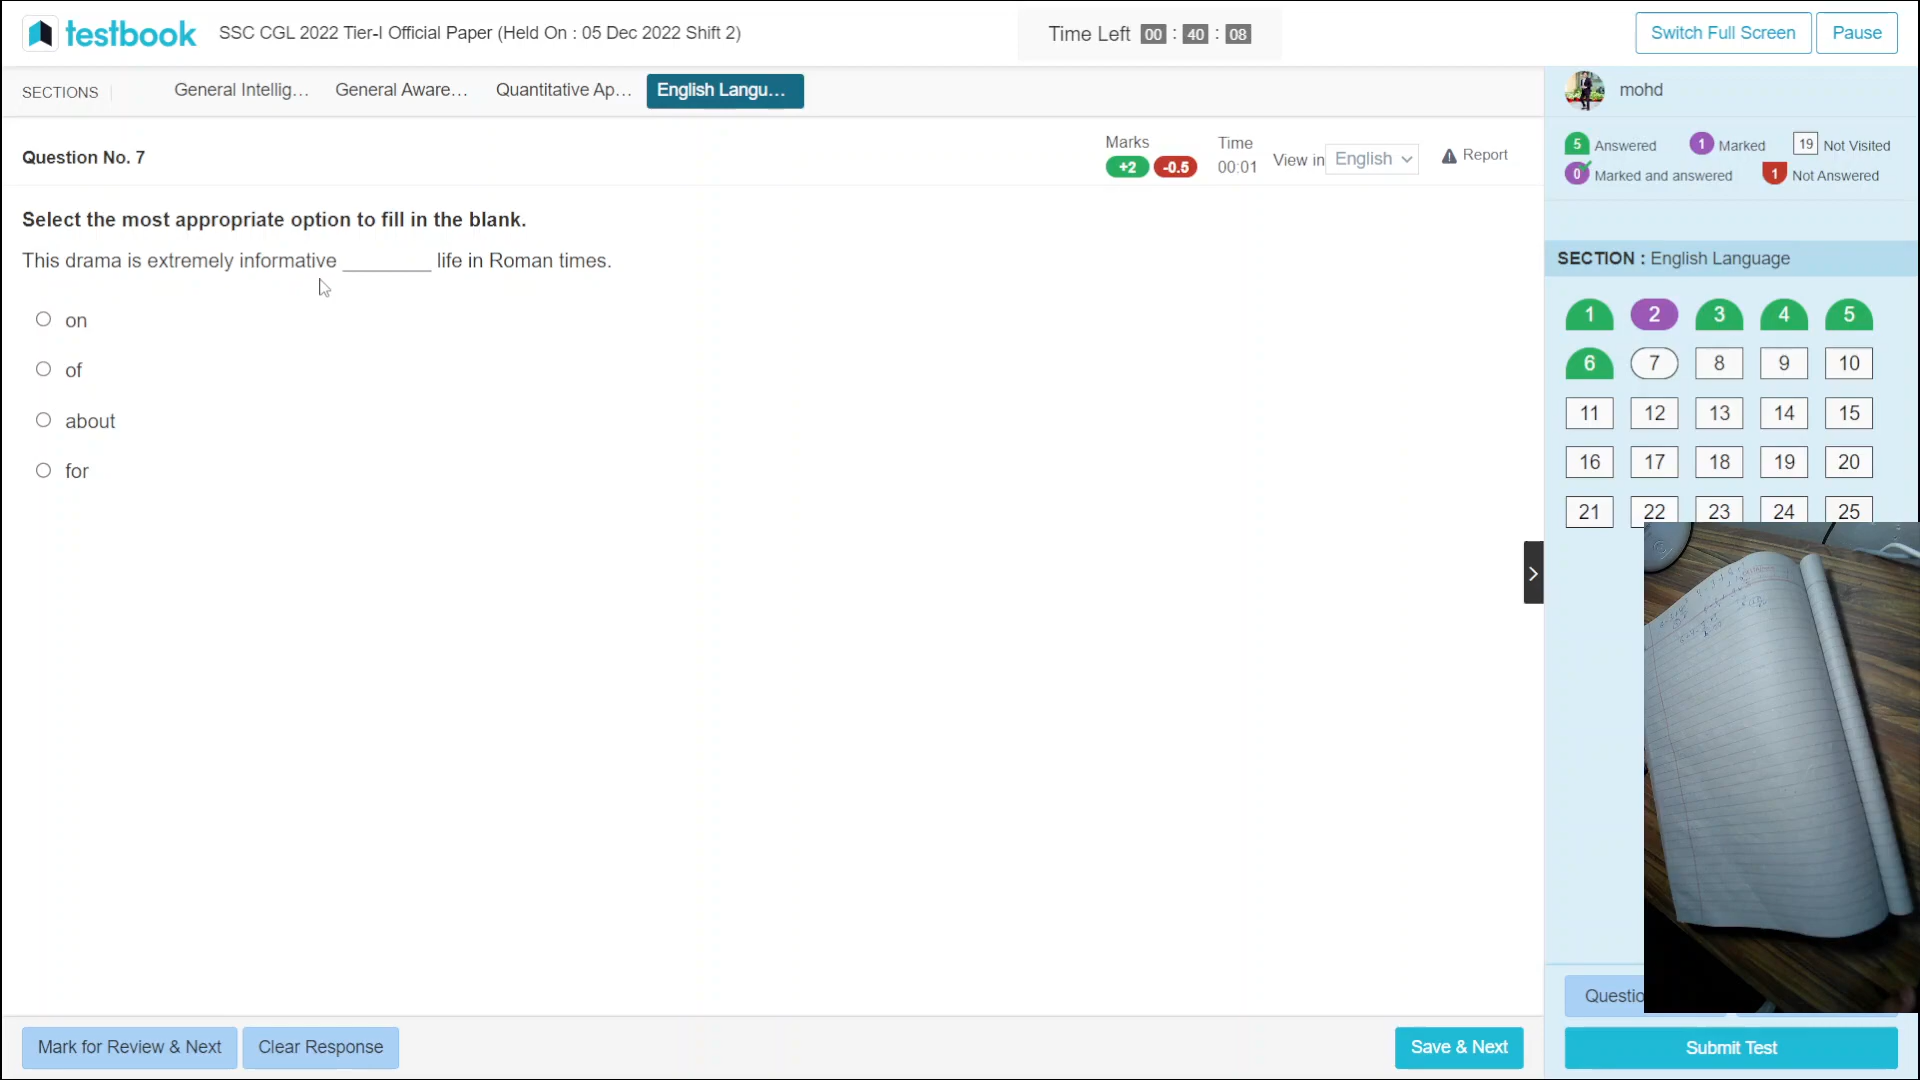 testbook
SSC CGL 2022 Tier-I Official Paper (Held On : 05 Dec 2022 Shift 2)
Time Left 00 : 40 : 08
Switch Full Screen
Pause
SECTIONS
General Intellig...
General Aware...
Quantitative Ap...
English Langu...
mohd
Question No. 7
Marks
+2 -0.5
Time
00:01
View in English
Report
5 Answered
1 Marked
19 Not Visited
0 Marked and answered
1 Not Answered
Select the most appropriate option to fill in the blank.
This drama is extremely informative ________ life in Roman times.
on
of
about
for
SECTION : English Language
1 2 3 4 5
6 7 8 9 10
11 12 13 14 15
16 17 18 19 20
21 22 23 24 25
Mark for Review & Next
Clear Response
Save & Next
Submit Test